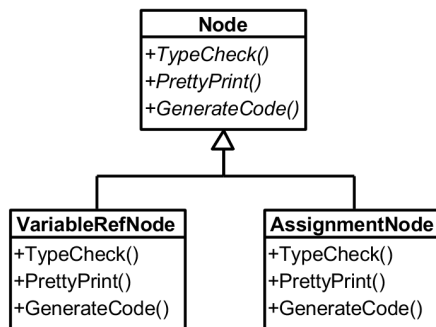 Node
+TypeCheck()
+PrettyPrint()
+GenerateCode()
VariableRefNode
+TypeCheck()
+PrettyPrint()
+GenerateCode()
AssignmentNode
+TypeCheck()
+PrettyPrint()
+GenerateCode()